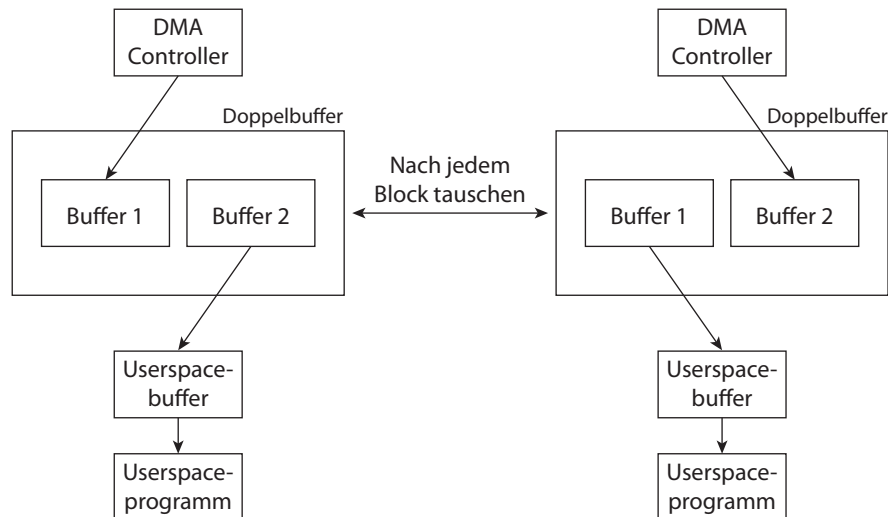 DMA
Controller
DMA
Controller
Doppelbuffer
Doppelbuffer
Nach jedem
Block tauschen
Buffer 1
Buffer 2
Buffer 1
Buffer 2
Userspace-
buffer
Userspace-
buffer
Userspace-
programm
Userspace-
programm